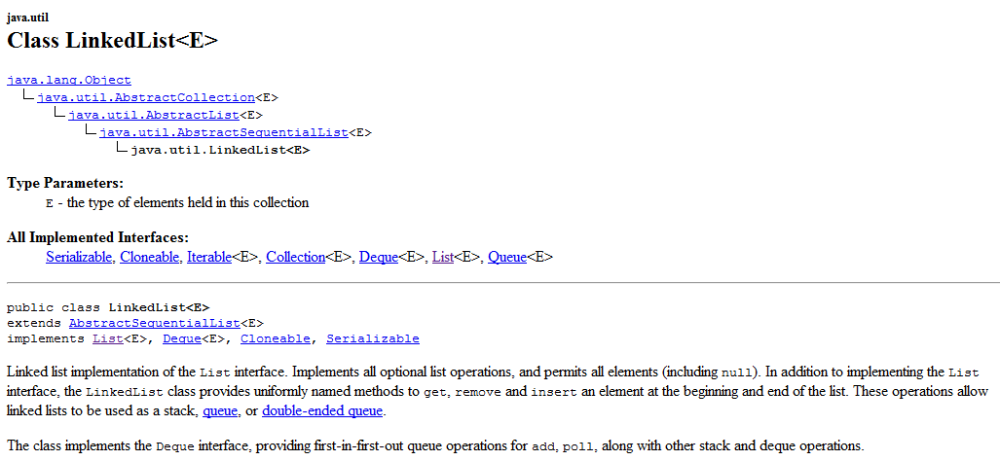 java.util
Class LinkedList<E>
java.lang.Object
java.util.AbstractCollection<E>
java.util.AbstractList<E>
java.util.AbstractSequentialList<E>
java.util.LinkedList<E>
Type Parameters:
E - the type of elements held in this collection
All Implemented Interfaces:
Serializable, Cloneable, Iterable<E>, Collection<E>, Deque<E>, List<E>, Queue<E>
public class LinkedList<E>
extends AbstractSequentialList<E>
implements List<E>, Deque<E>, Cloneable, Serializable
Linked list implementation of the List interface. Implements all optional list operations, and permits all elements (including null). In addition to implementing the List
interface, the LinkedList class provides uniformly named methods to get, remove and insert an element at the beginning and end of the list. These operations allow
linked lists to be used as a stack, queue, or double-ended queue.
The class implements the Deque interface, providing first-in-first-out queue operations for add, poll, along with other stack and deque operations.